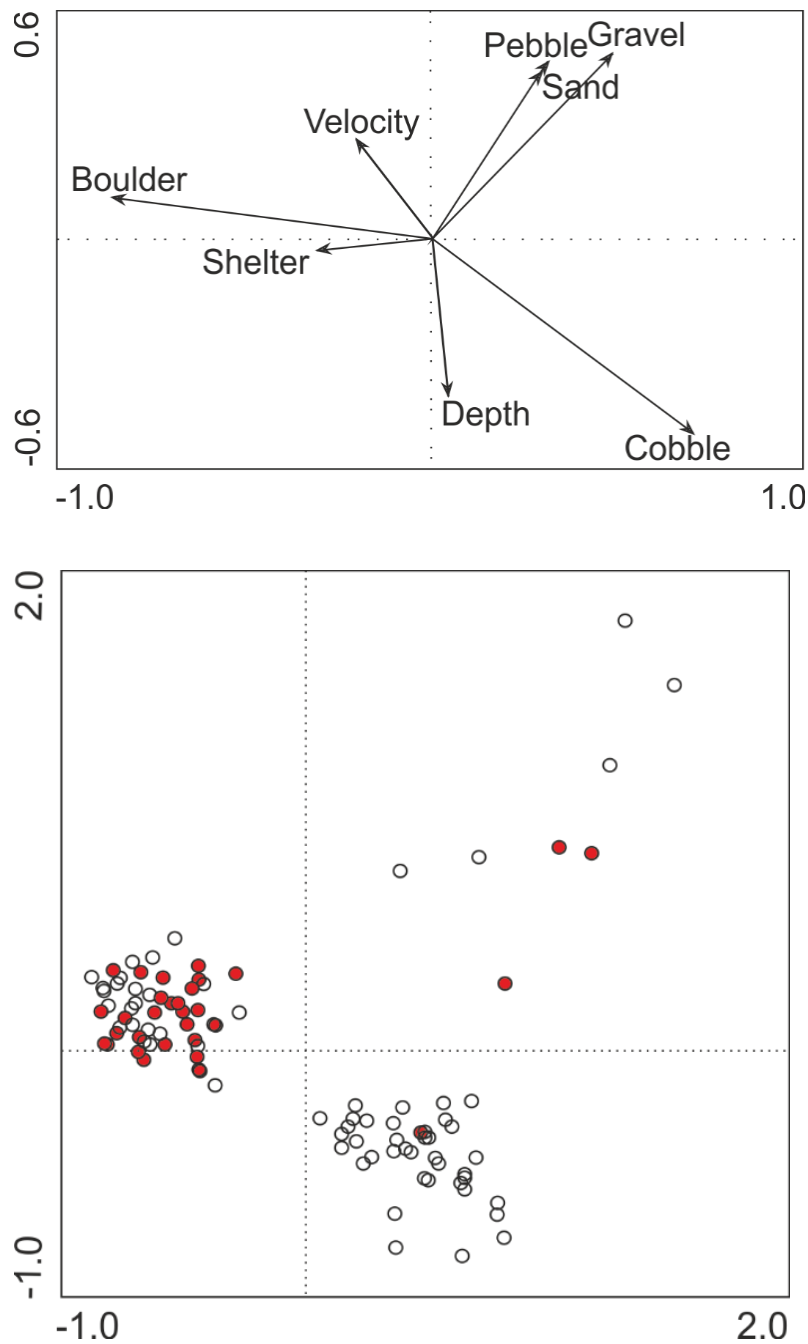 0.6
Pebble
Gravel
Sand
Velocity
Boulder
Shelter
Depth
Cobble
-0.6
-1.0
1.0
2.0
-1.0
-1.0
2.0